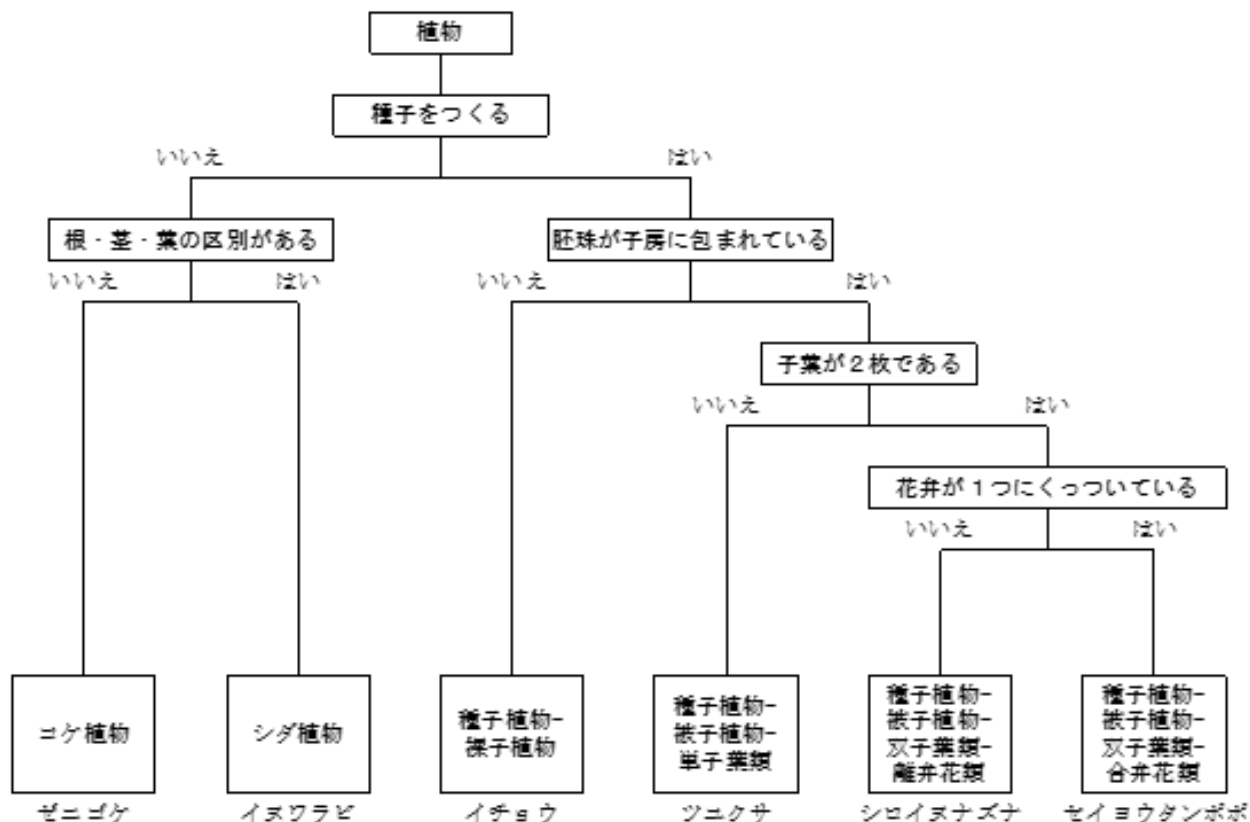 植物
種子をつくる
いいえ
はい
根・茎・葉の区別がある
胚珠が子房に包まれている
いいえ
はい
いいえ
はい
子葉が２枚である
いいえ
はい
花弁が１つにくっついている
いいえ
はい
コケ植物
シダ植物
種子植物-
裸子植物
種子植物-
被子植物-
単子葉類
種子植物-
被子植物-
双子葉類-
離弁花類
種子植物-
被子植物-
双子葉類-
合弁花類
ゼニゴケ
イヌワラビ
イチョウ
ツユクサ
シロイヌナズナ
セイヨウタンポポ